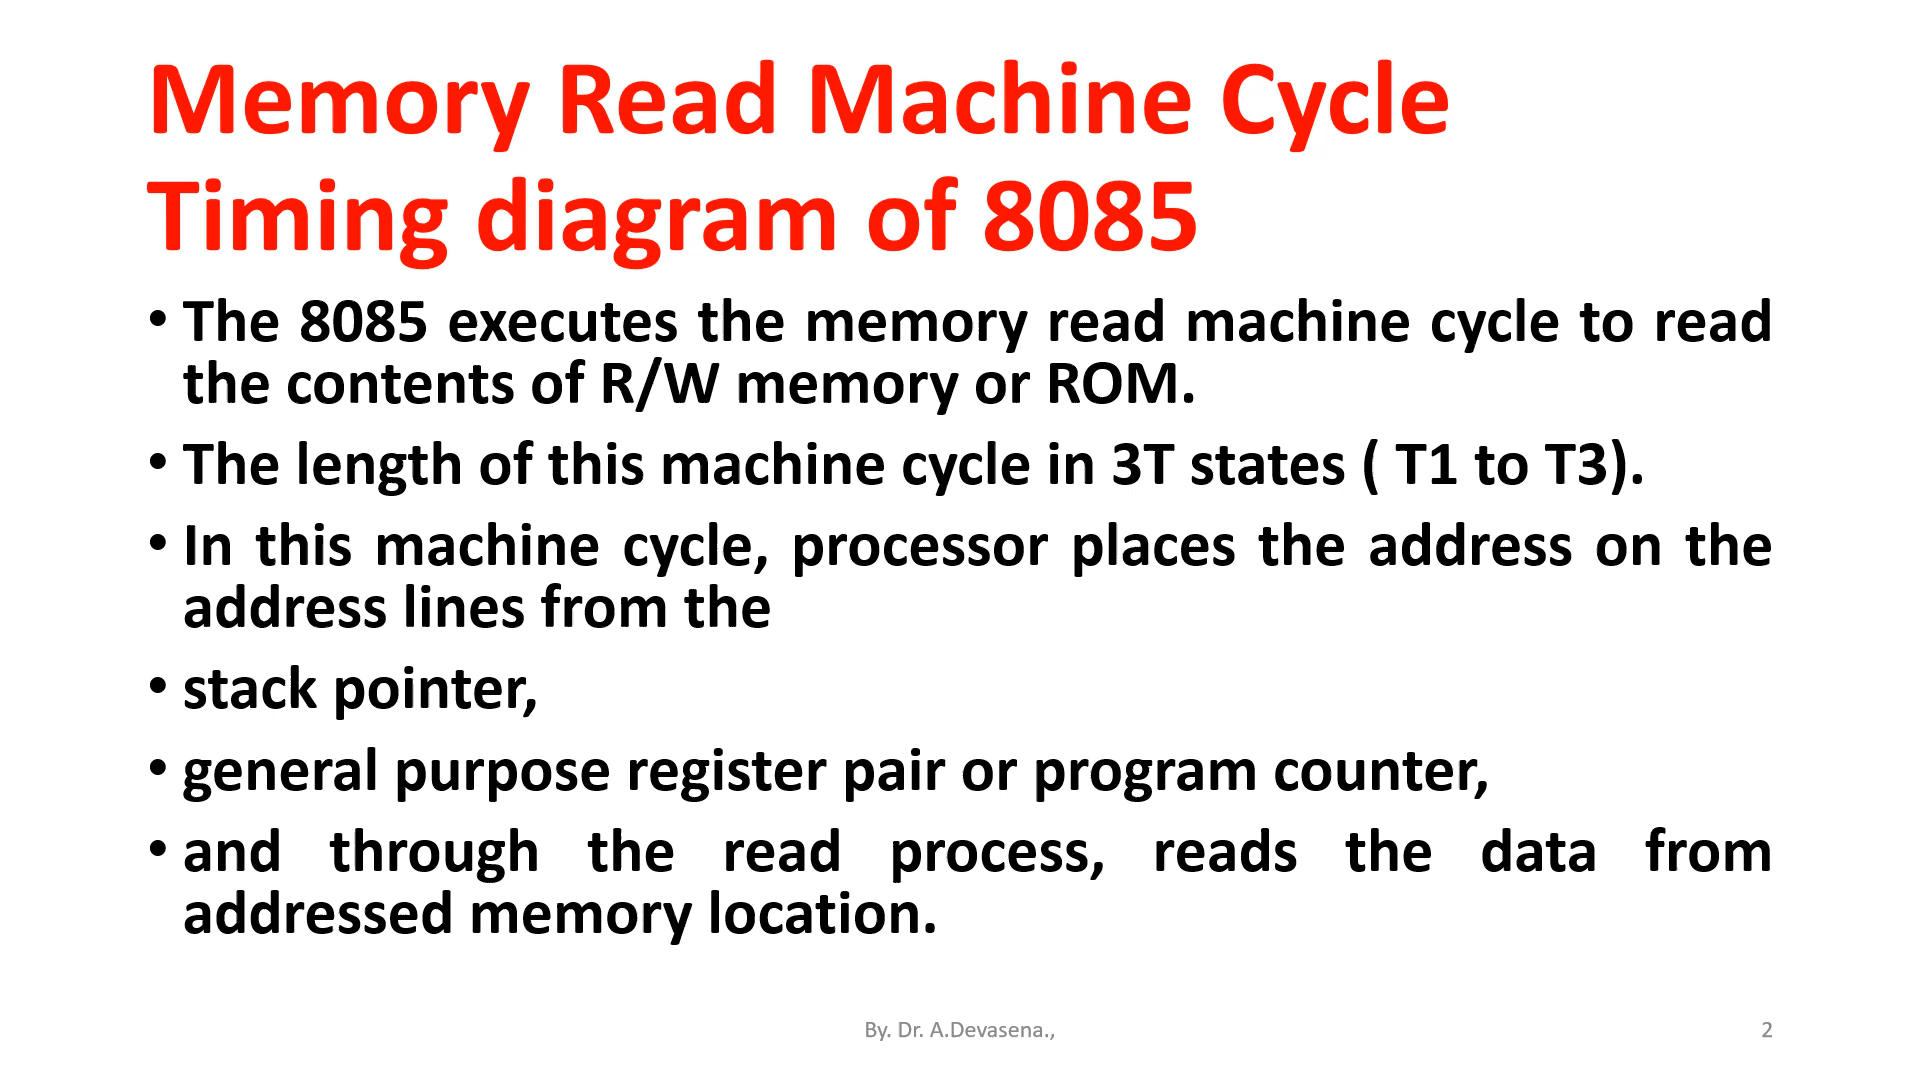 Memory Read Machine Cycle
Timing diagram of 8085
• The 8085 executes the memory read machine cycle to read
the contents of R/W memory or ROM.
• The length of this machine cycle in 3T states ( T1 to T3).
• In this machine cycle, processor places the address on the
address lines from the
• stack pointer,
• general purpose register pair or program counter,
• and through the read process, reads the data from
addressed memory location.
By. Dr. A.Devasena.,
2